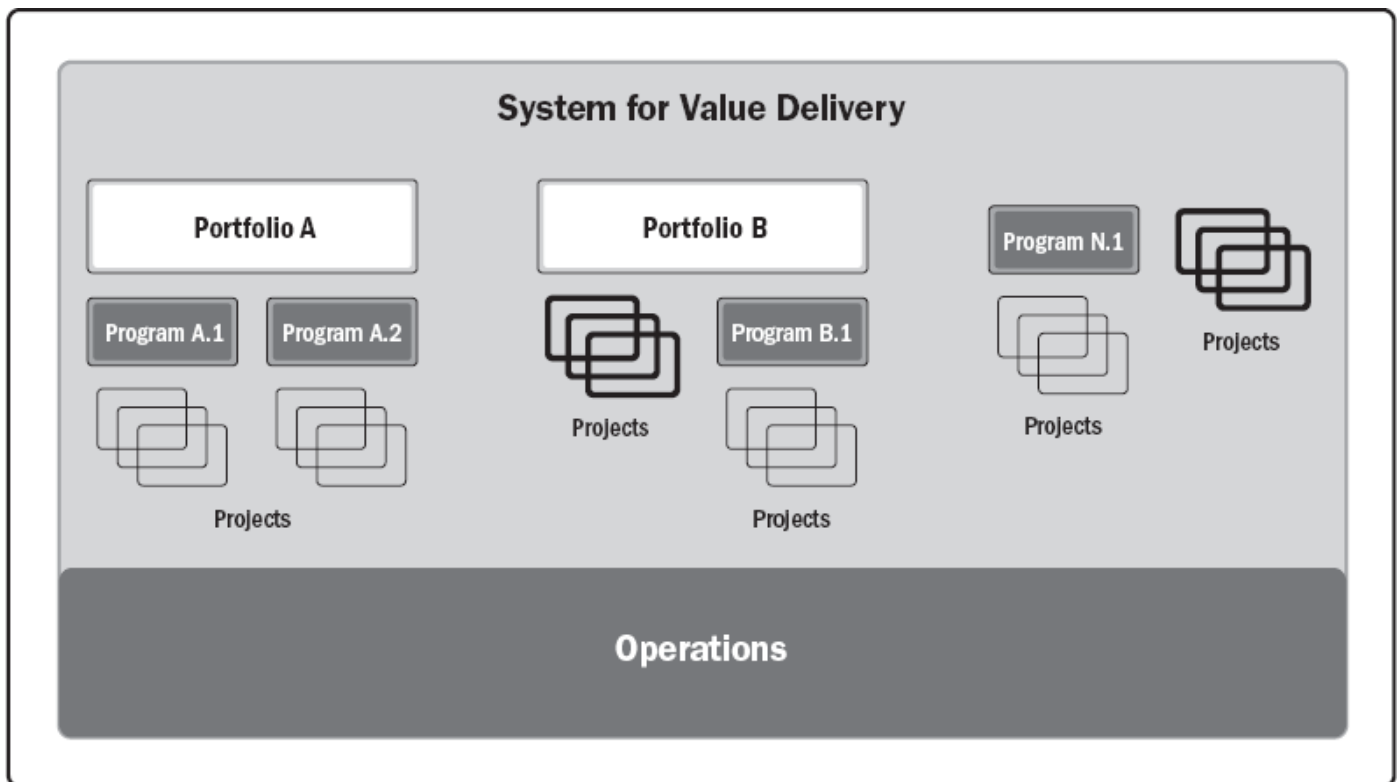 System for Value Delivery
Portfolio A
Portfolio B
Program N.1
Projects
Program A.1
Program A.2
Program B.1
Projects
Projects
Projects
Projects
Operations